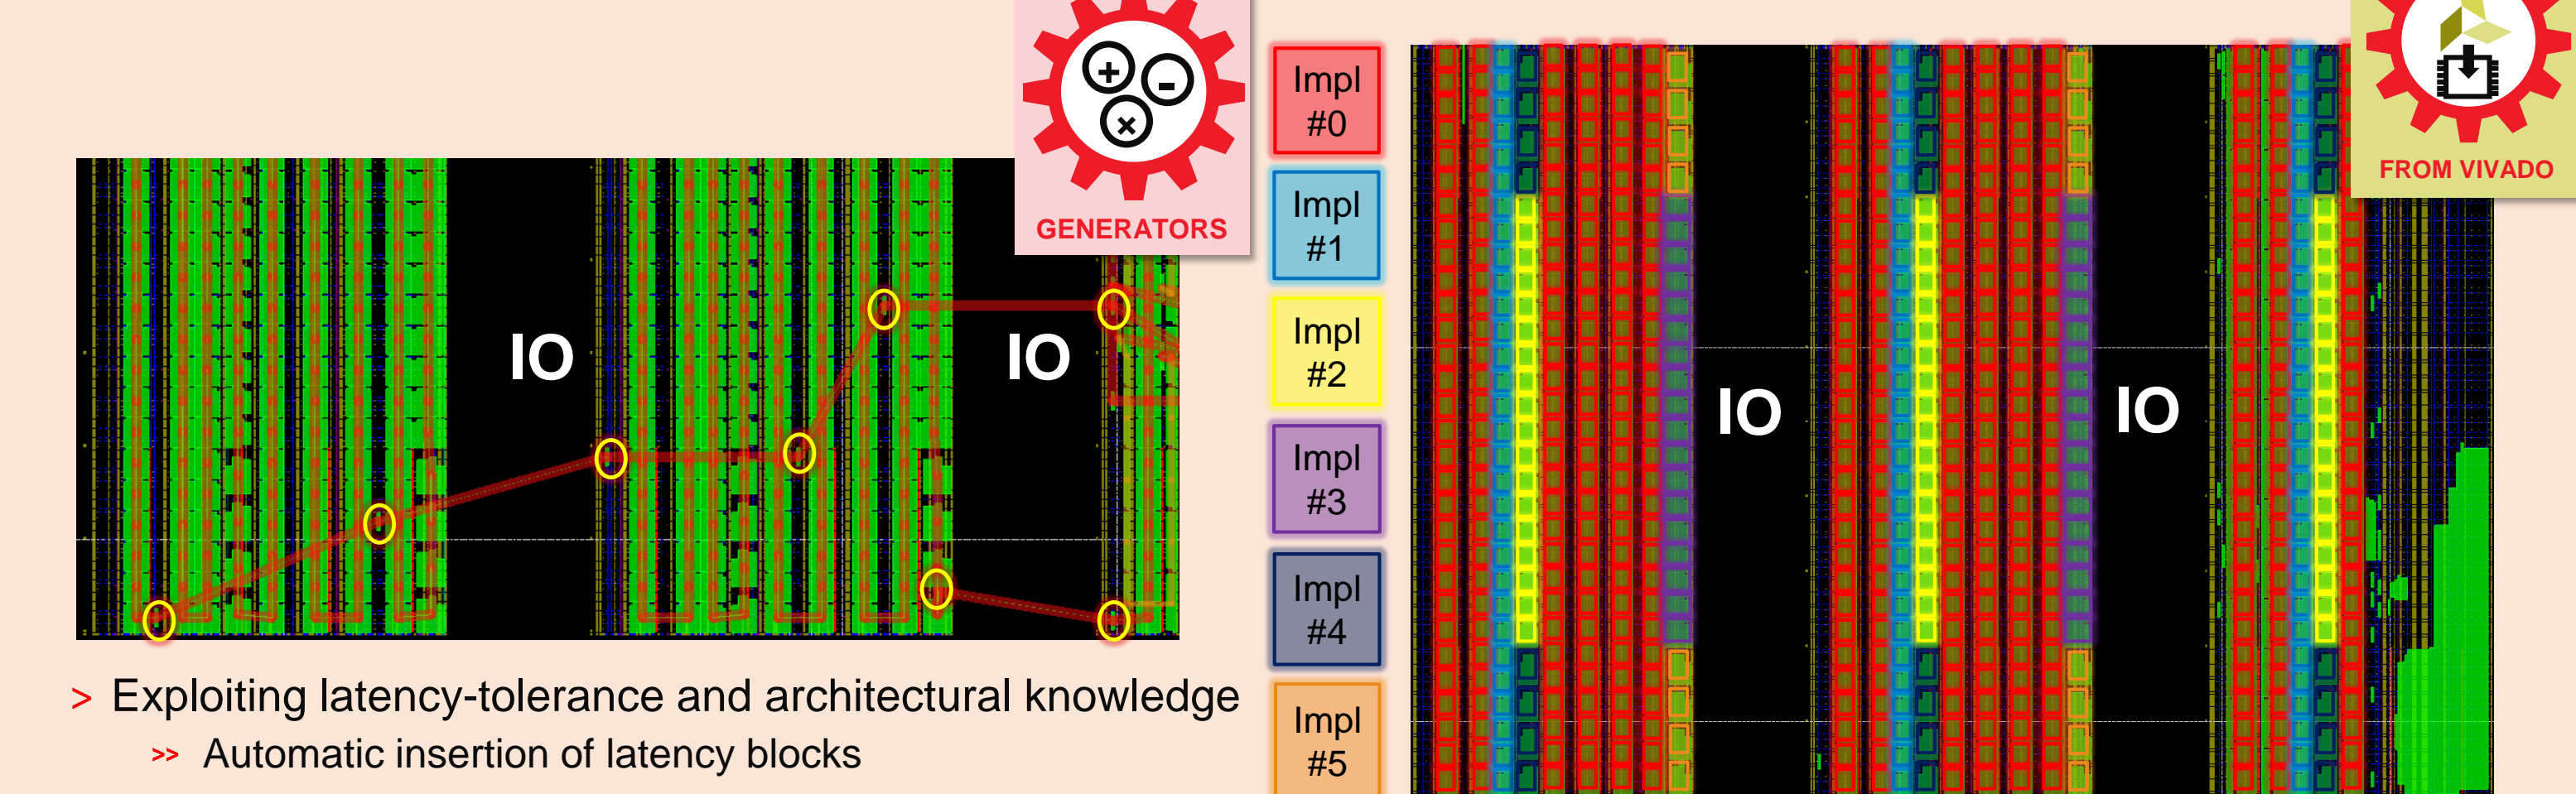 GENERATORS
IO
IO
> Exploiting latency-tolerance and architectural knowledge
>> Automatic insertion of latency blocks
Impl
#0
Impl
#1
Impl
#2
Impl
#3
Impl
#4
Impl
#5
IO
IO
FROM VIVADO